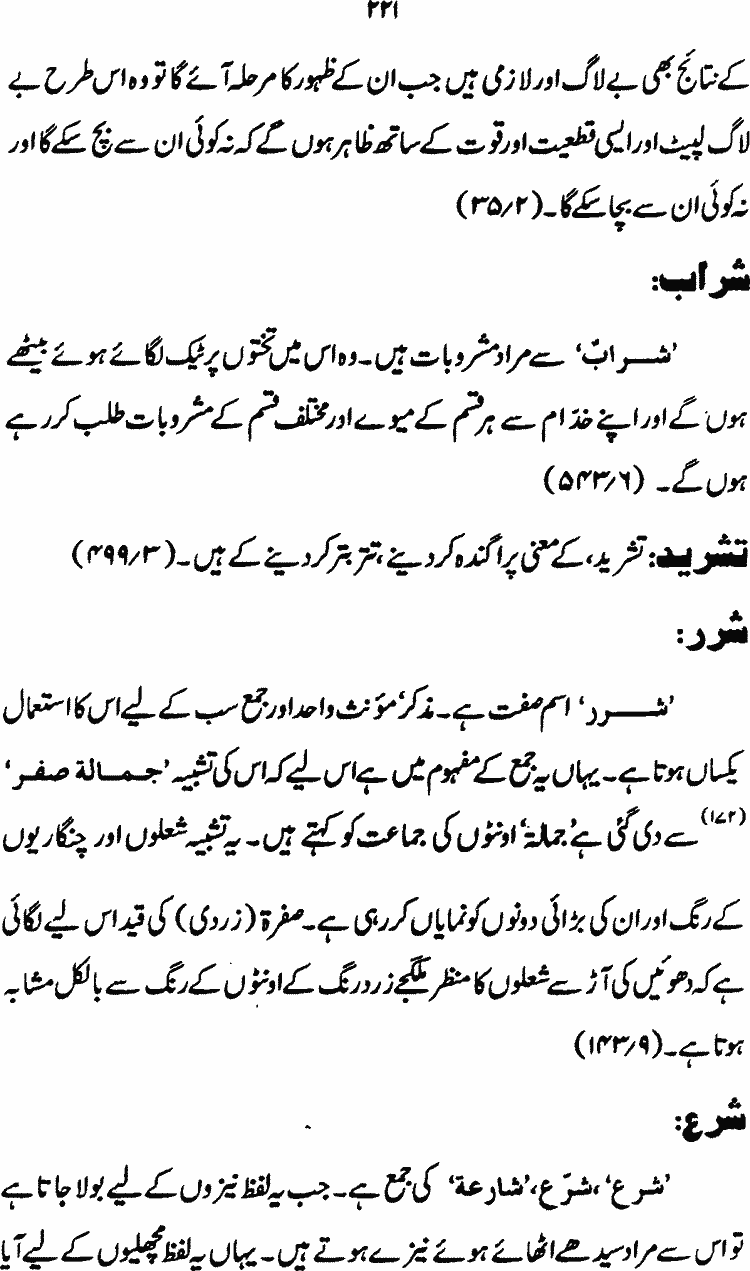 ۲۲۱
کے نتائج بھی بے لاگ اور لازمی ہیں جب ان کے ظہور کا مرحلہ آئے گا تو وہ اس طرح بے
لاگ لپیٹ اور ایسی قطعیت اور قوت کے ساتھ ظاہر ہوں گے کہ نہ کوئی ان سے بچ سکے گا اور
نہ کوئی ان سے بچا سکے گا۔ (۳۵/۲)
شراب:
’شرابٌ‘ سے مراد مشروبات ہیں۔ وہ اس میں تختوں پر ٹیک لگائے ہوئے بیٹھے
ہوں گے اور اپنے خدّام سے ہر قسم کے میوے اور مختلف قسم کے مشروبات طلب کر رہے
ہوں گے۔ (۵۴۳/۶)
تشرید: تشرید، کے معنی پراگندہ کر دینے، تتر بتر کر دینے کے ہیں۔ (۴۹۹/۳)
شرر:
’شرر‘ اسم صفت ہے۔ مذکر‘ مؤنث واحد اور جمع سب کے لیے اس کا استعمال
یکساں ہوتا ہے۔ یہاں یہ جمع کے مفہوم میں ہے اس لیے کہ اس کی تشبیہ ’جمالة صفر‘
(۱۷۲) سے دی گئی ہے ’جمالۃ‘ اونٹوں کی جماعت کو کہتے ہیں۔ یہ تشبیہ شعلوں اور چنگاریوں
کے رنگ اور ان کی بڑائی دونوں کو نمایاں کر رہی ہے۔ صفرۃ (زردی) کی قید اس لیے لگائی
ہے کہ دھوئیں کی آڑ سے شعلوں کا منظر ملگجے زرد رنگ کے اونٹوں کے رنگ سے بالکل مشابہ
ہوتا ہے۔ (۱۴۳/۹)
شرع:
’شرع‘، شرّع، ’شارعة‘ کی جمع ہے۔ جب یہ لفظ نیزوں کے لیے بولا جاتا ہے
تو اس سے مراد سیدھے اٹھائے ہوئے نیزے ہوتے ہیں۔ یہاں یہ لفظ مچھلیوں کے لیے آیا